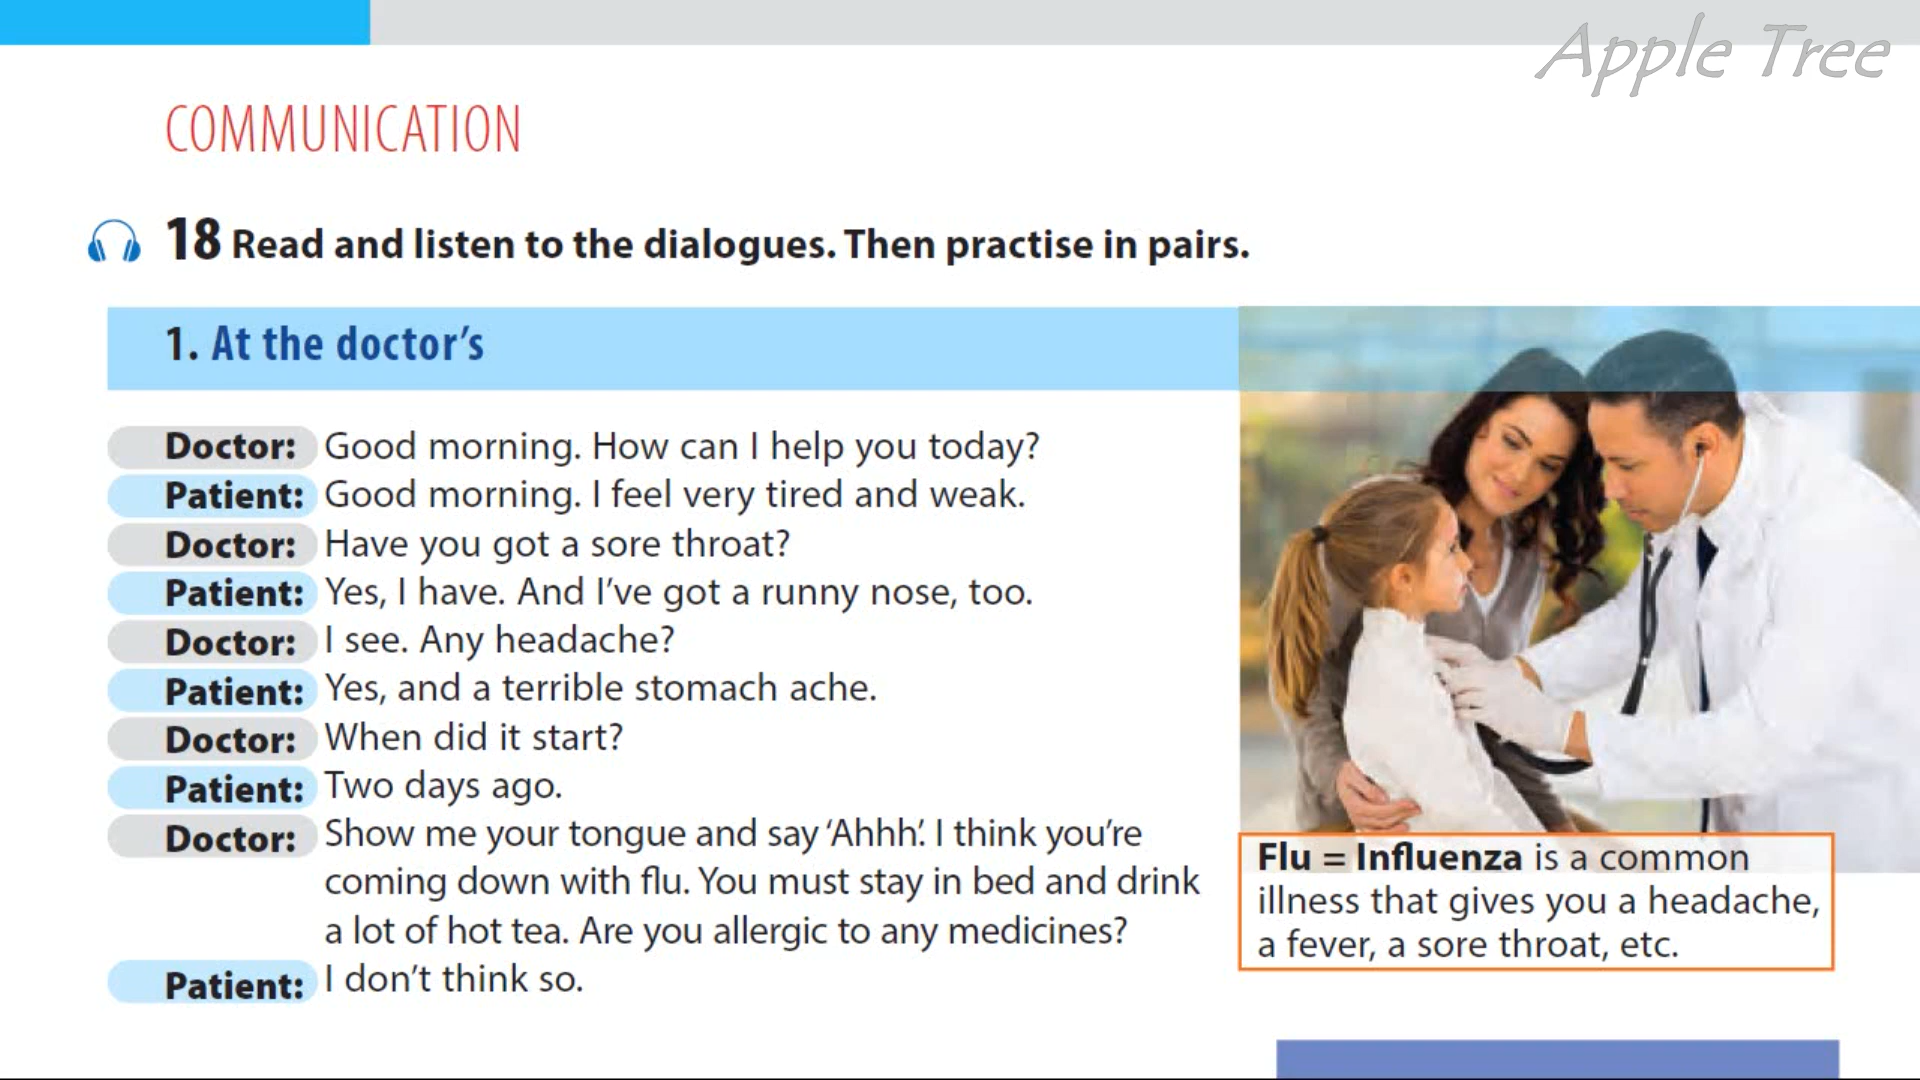 Apple Tree
COMMUNICATION
18 Read and listen to the dialogues. Then practise in pairs.
1. At the doctor's
Doctor: Good morning. How can I help you today?
Patient: Good morning. I feel very tired and weak.
Doctor: Have you got a sore throat?
Patient: Yes, I have. And I've got a runny nose, too.
Doctor: I see. Any headache?
Patient: Yes, and a terrible stomach ache.
Doctor: When did it start?
Patient: Two days ago.
Doctor: Show me your tongue and say 'Ahhh'. I think you're
coming down with flu. You must stay in bed and drink
a lot of hot tea. Are you allergic to any medicines?
Patient: I don't think so.
Flu = Influenza is a common
illness that gives you a headache,
a fever, a sore throat, etc.